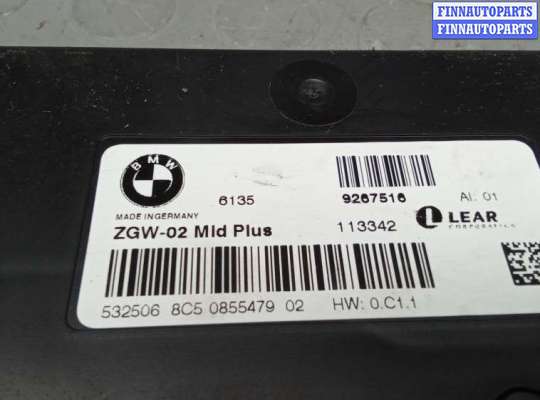 FINNAUTOPARTS
FINNAUTOPARTS
BMW
6135 9267516 AI: 01
MADE IN GERMANY
ZGW-02 Mid Plus 113342 LEAR
CORPORATION
532506 8C5 0855479 02 HW: 0.C1.1